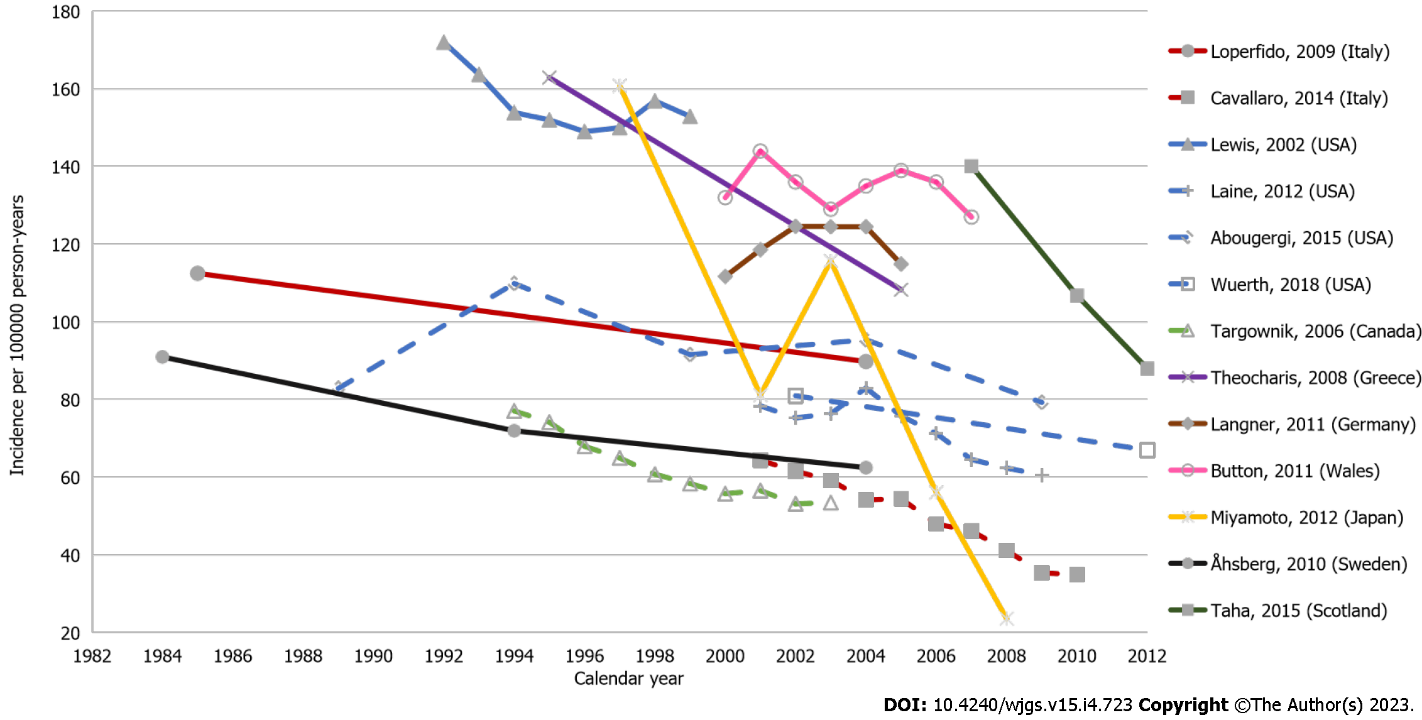 180
160
140
120
100
80
60
40
20
Incidence per 100000 person-years
1982 1984 1986 1988 1990 1992 1994 1996 1998 2000 2002 2004 2006 2008 2010 2012
Calendar year
Loperfido, 2009 (Italy)
Cavallaro, 2014 (Italy)
Lewis, 2002 (USA)
Laine, 2012 (USA)
Abougergi, 2015 (USA)
Wuerth, 2018 (USA)
Targownik, 2006 (Canada)
Theocharis, 2008 (Greece)
Langner, 2011 (Germany)
Button, 2011 (Wales)
Miyamoto, 2012 (Japan)
Åhsberg, 2010 (Sweden)
Taha, 2015 (Scotland)
DOI: 10.4240/wjgs.v15.i4.723 Copyright ©The Author(s) 2023.